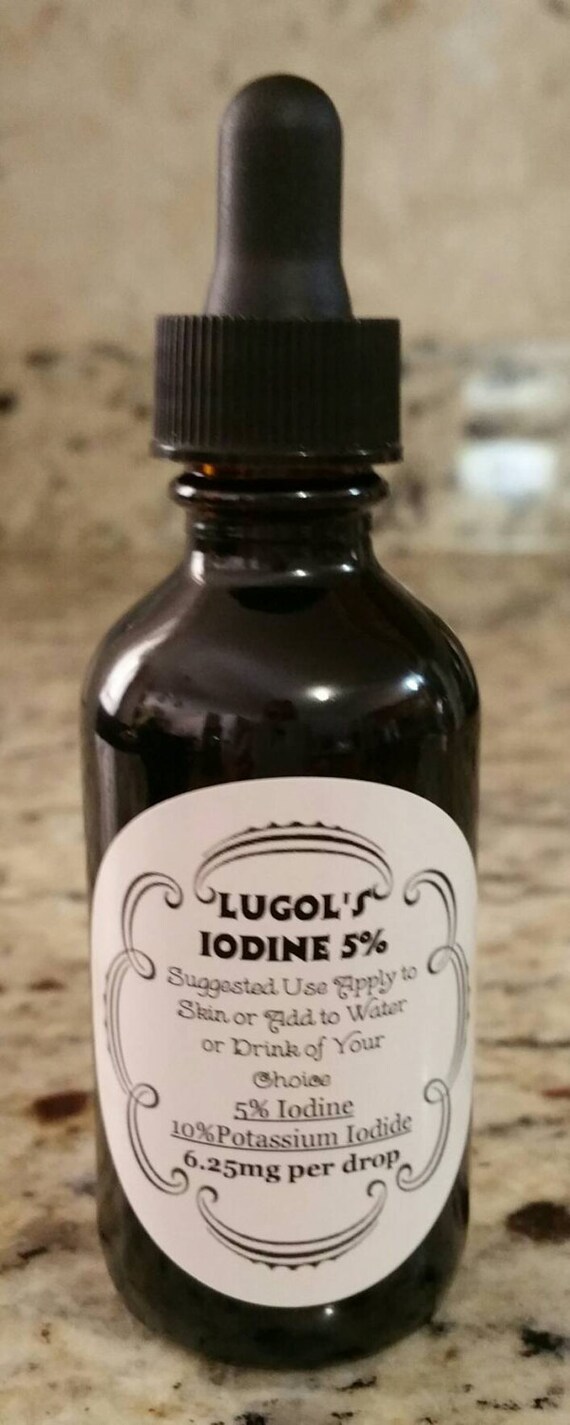 LUGOL'S
IODINE 5%
Suggested Use Apply to
Skin or Add to Water
or Drink of Your
Choice
5% Iodine
10%Potassium Iodide
6.25mg per drop